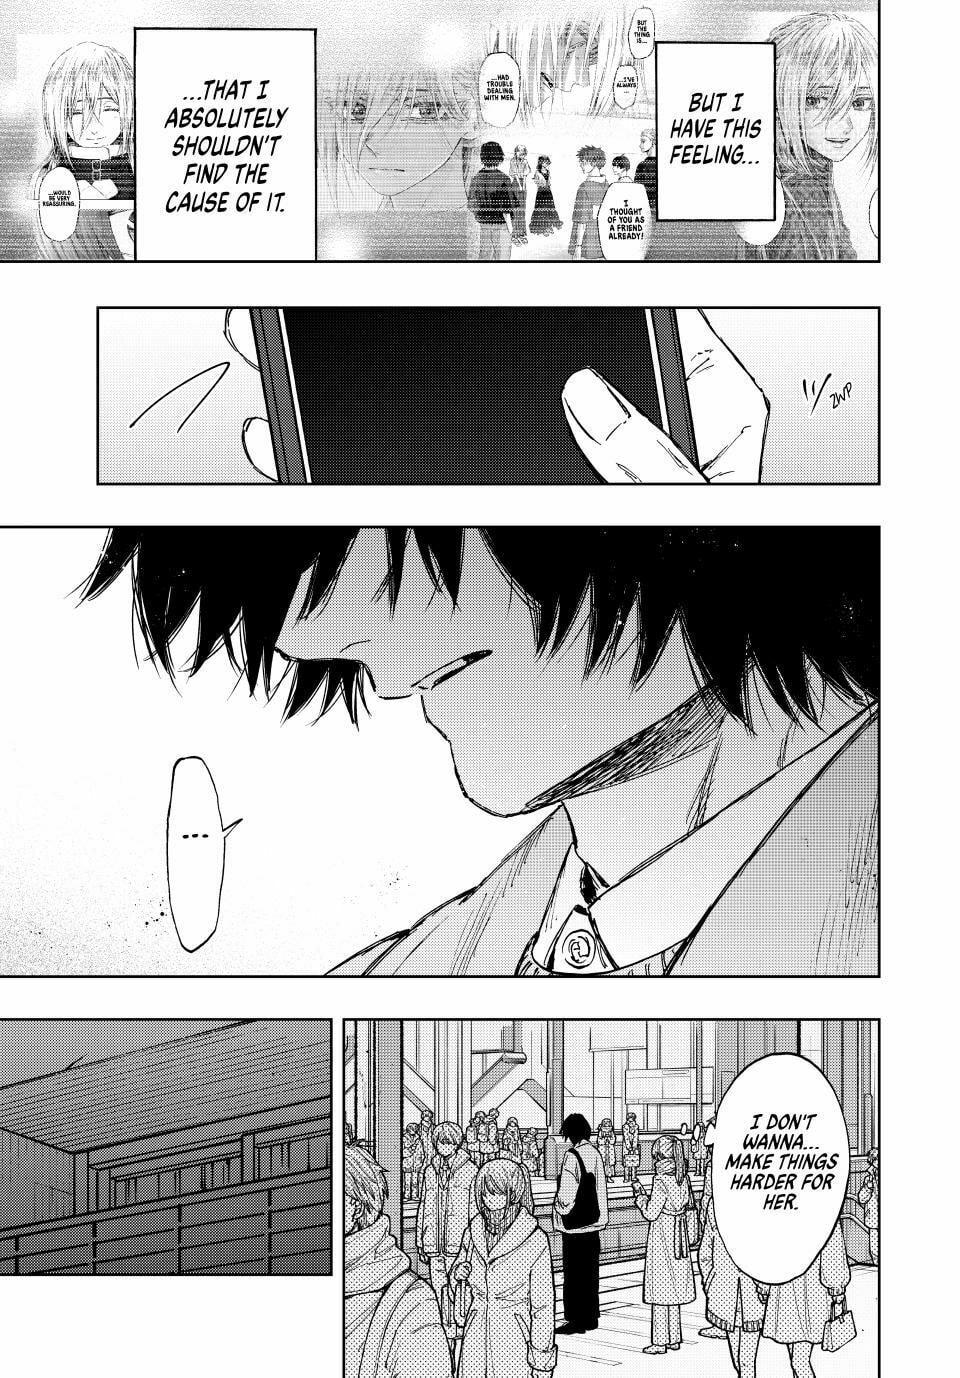 BUT I
HAVE THIS
FEELING...
BUT
THE
THING
IS...
I'VE
ALWAYS
...
...HAD
TROUBLE
DEALING
WITH MEN.
I
THOUGHT
OF YOU AS
A FRIEND
ALREADY!
...THAT I
ABSOLUTELY
SHOULDN'T
FIND THE
CAUSE OF IT.
...WOULD
BE VERY
REASSURING.
ZWP
...
I DON'T
WANNA...
MAKE THINGS
HARDER FOR
HER.